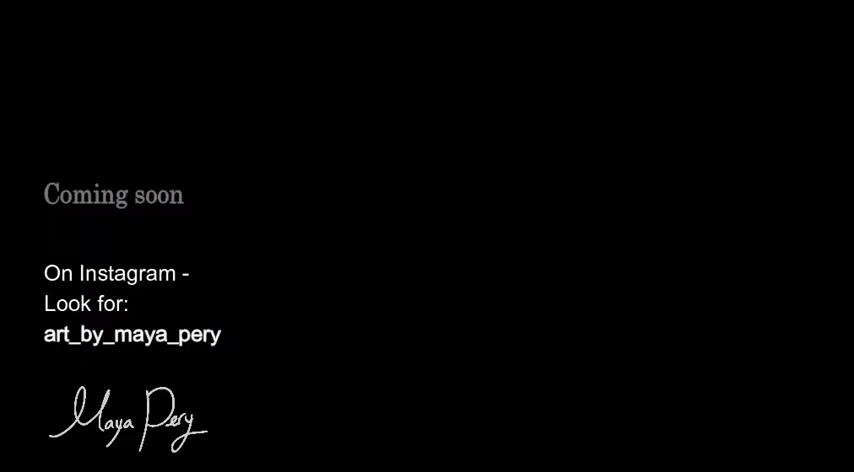 Coming soon
On Instagram -
Look for:
art_by_maya_pery
Maya Pery